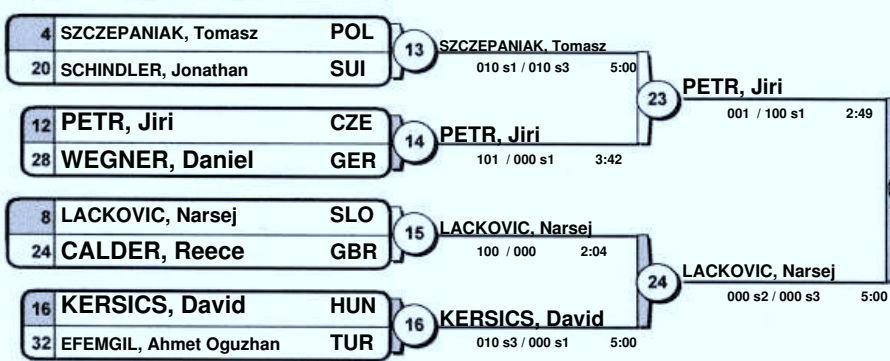 4 SZCZEPANIAK, Tomasz POL
20 SCHINDLER, Jonathan SUI
13
SZCZEPANIAK, Tomasz
010 s1 / 010 s3 5:00
12 PETR, Jiri CZE
28 WEGNER, Daniel GER
14
PETR, Jiri
101 / 000 s1 3:42
23
PETR, Jiri
001 / 100 s1 2:49
8 LACKOVIC, Narsej SLO
24 CALDER, Reece GBR
15
LACKOVIC, Narsej
100 / 000 2:04
16 KERSICS, David HUN
32 EFEMGIL, Ahmet Oguzhan TUR
16
KERSICS, David
010 s3 / 000 s1 5:00
24
LACKOVIC, Narsej
000 s2 / 000 s3 5:00